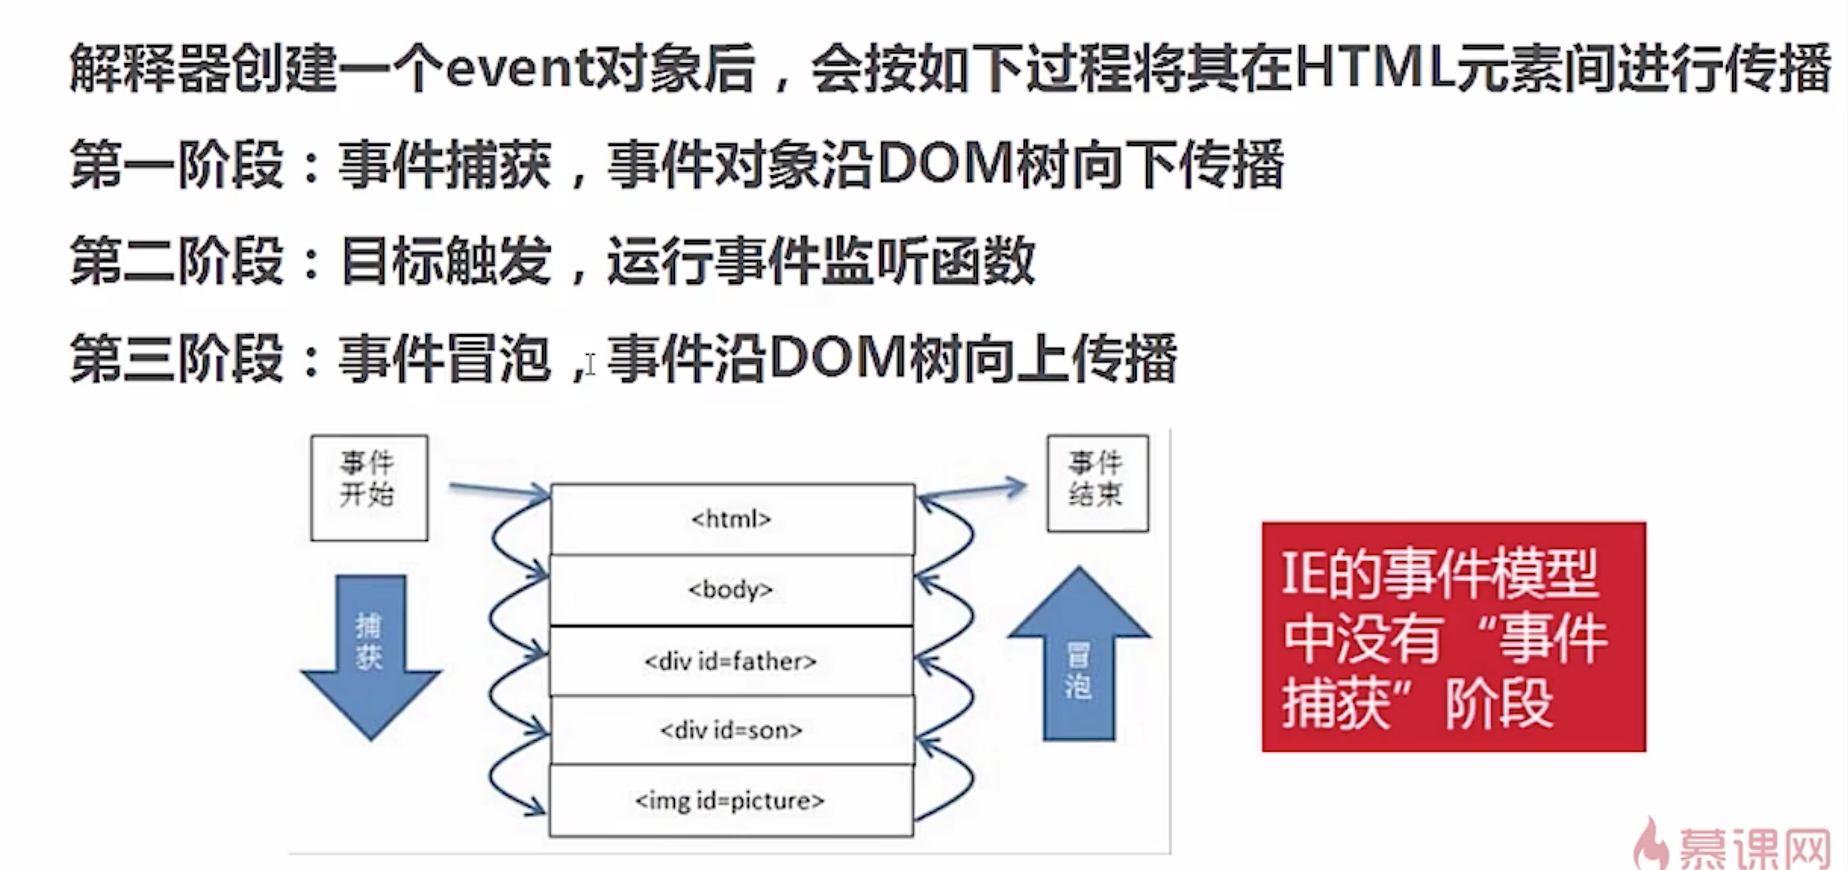 解释器创建一个event对象后，会按如下过程将其在HTML元素间进行传播
第一阶段：事件捕获，事件对象沿DOM树向下传播
第二阶段：目标触发，运行事件监听函数
第三阶段：事件冒泡，事件沿DOM树向上传播
事件
开始
事件
结束
<html>
<body>
<div id=father>
<div id=son>
<img id=picture>
捕
获
冒
泡
IE的事件模型
中没有“事件
捕获”阶段
慕课网